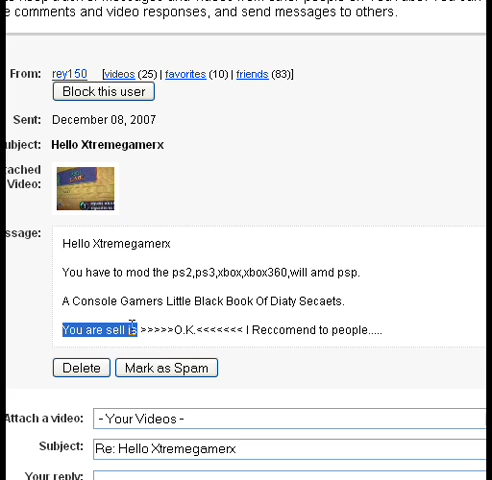 e comments and video responses, and send messages to others.
From: rey150 [videos (25) | favorites (10) | friends (83)]
Block this user
Sent: December 08, 2007
ubject: Hello Xtremegamerx
ached
Video:
ssage:
Hello Xtremegamerx
You have to mod the ps2,ps3,xbox,xbox360,will amd psp.
A Console Gamers Little Black Book Of Diaty Secaets.
You are sell is >>>>>O.K.<<<<<<< I Reccomend to people.....
Delete Mark as Spam
Attach a video: - Your Videos -
Subject: Re: Hello Xtremegamerx
Your reply: